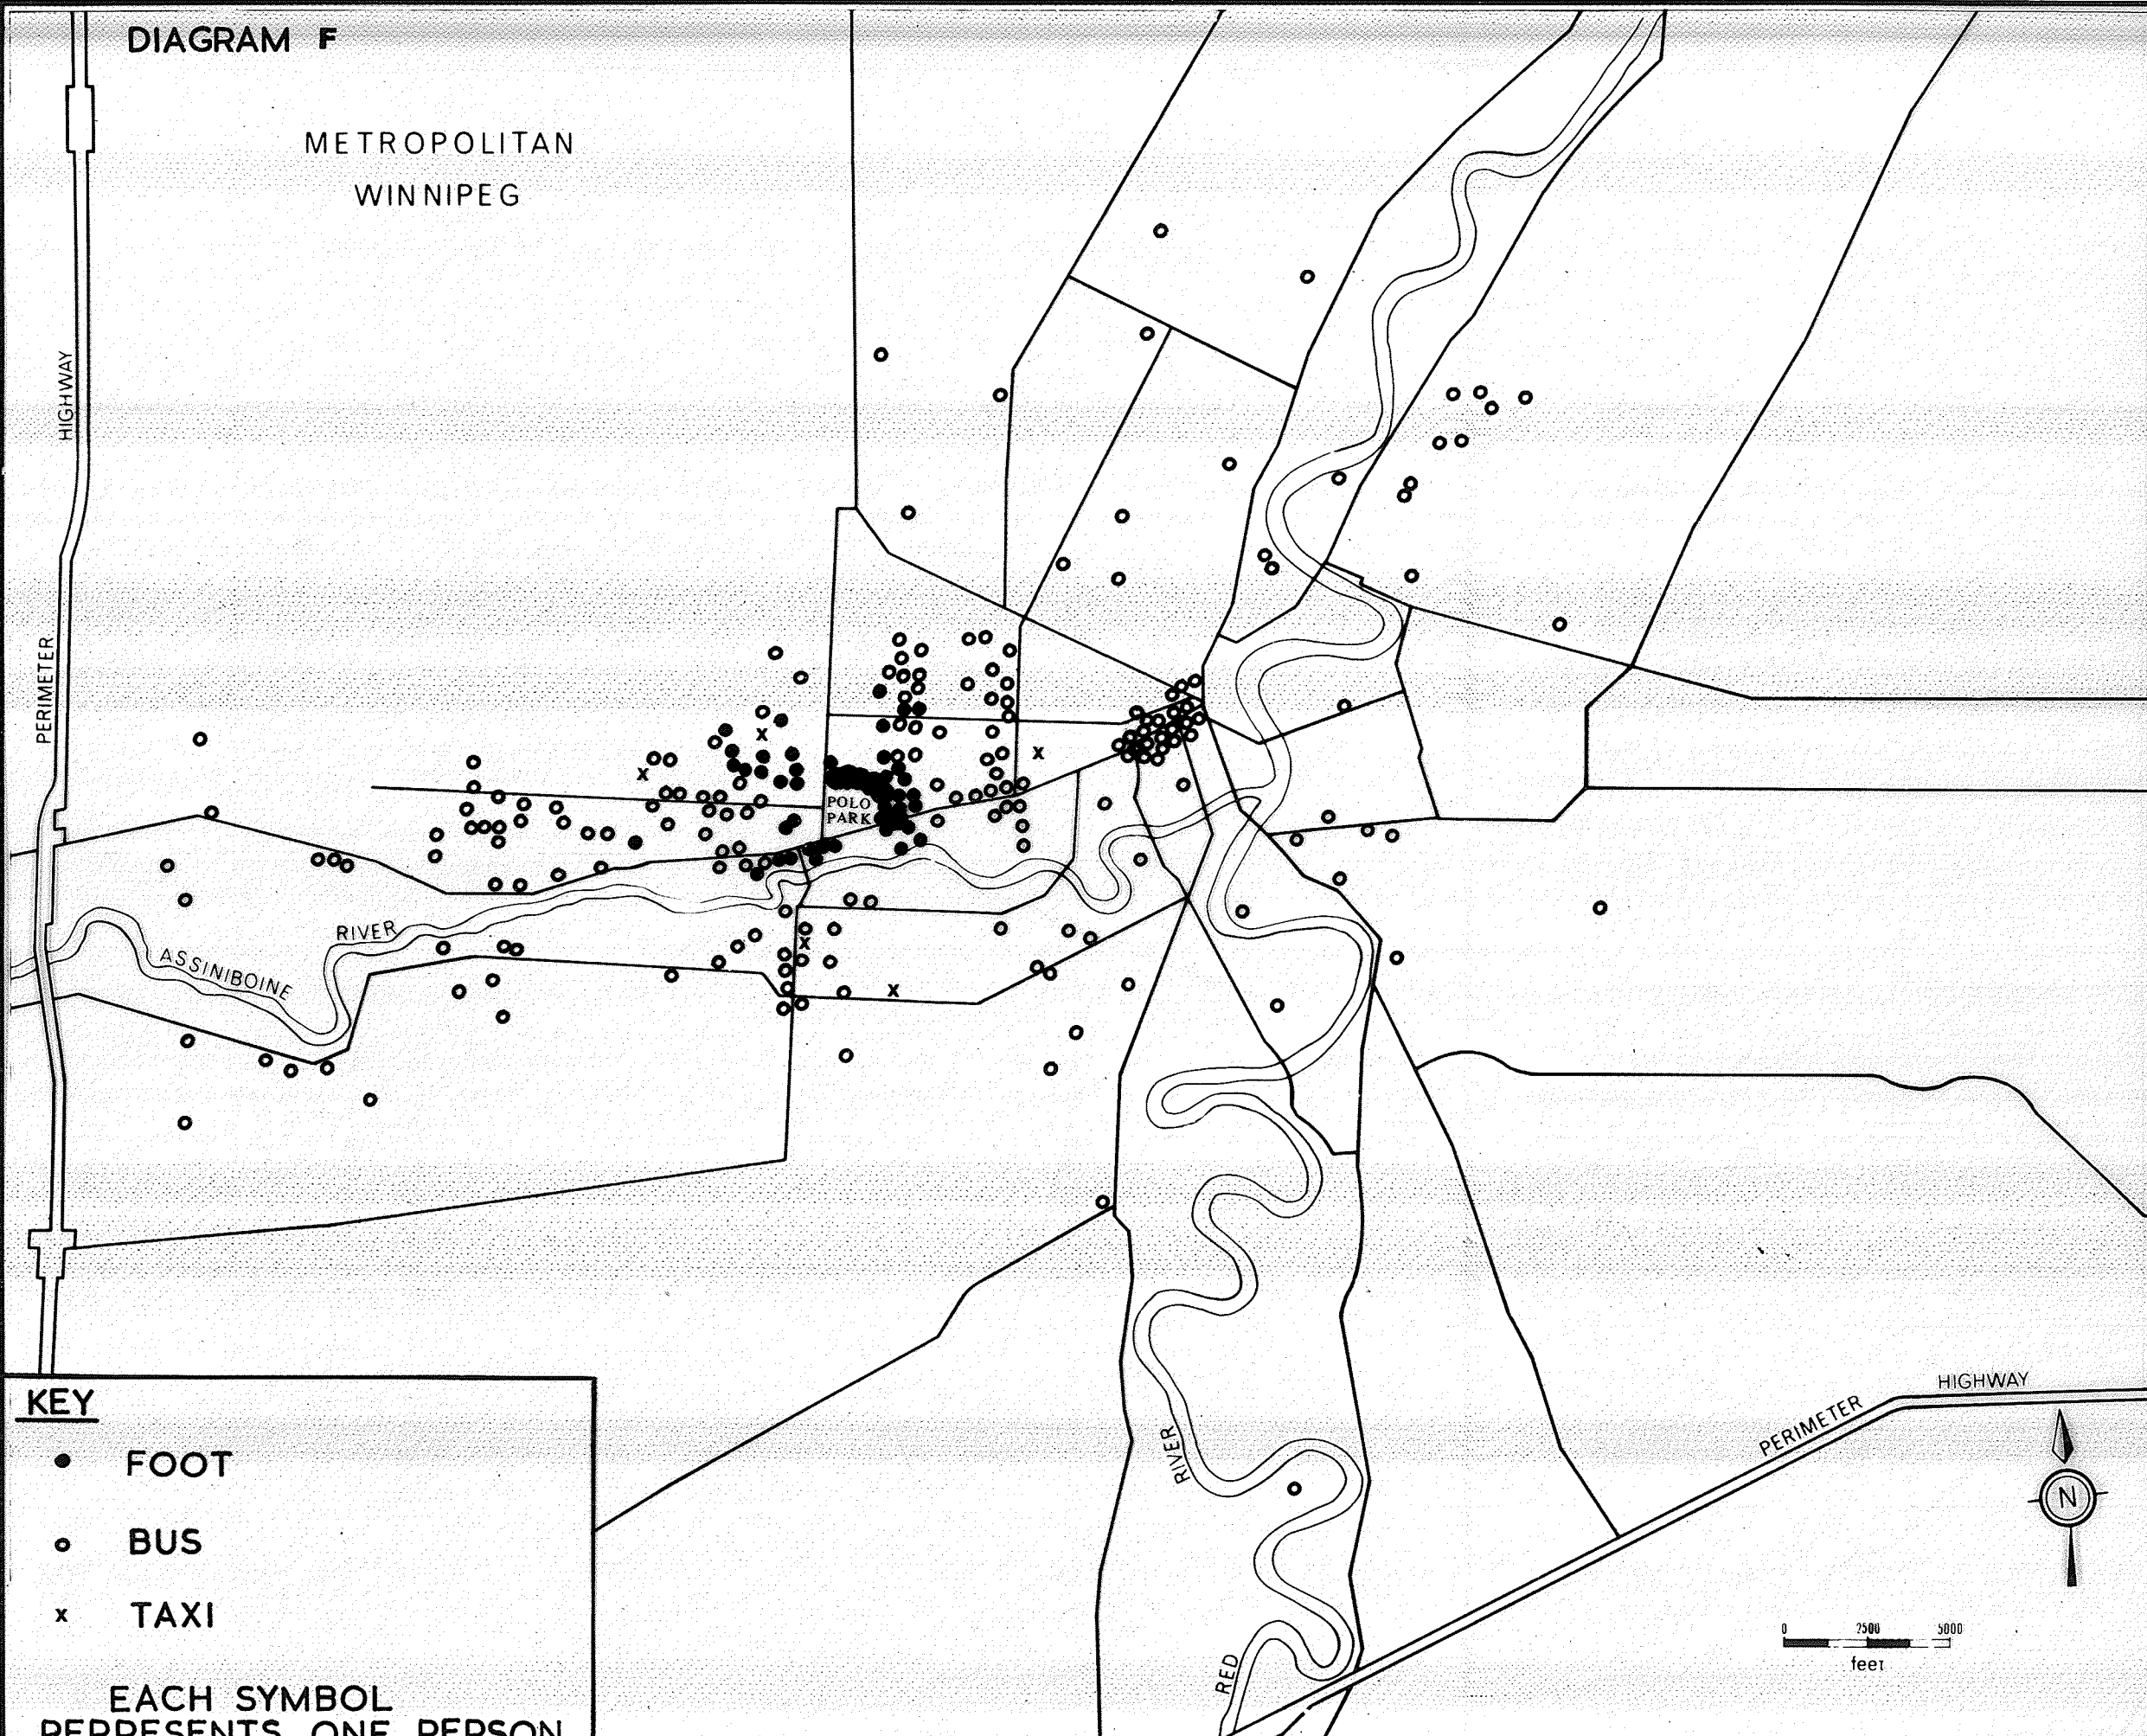 DIAGRAM F
METROPOLITAN
WINNIPEG
HIGHWAY
PERIMETER
POLO
PARK
RIVER
ASSINIBOINE
RIVER
RED
PERIMETER
HIGHWAY
N
0 2500 5000
feet
KEY
FOOT
BUS
x TAXI
EACH SYMBOL
REPRESENTS ONE PERSON